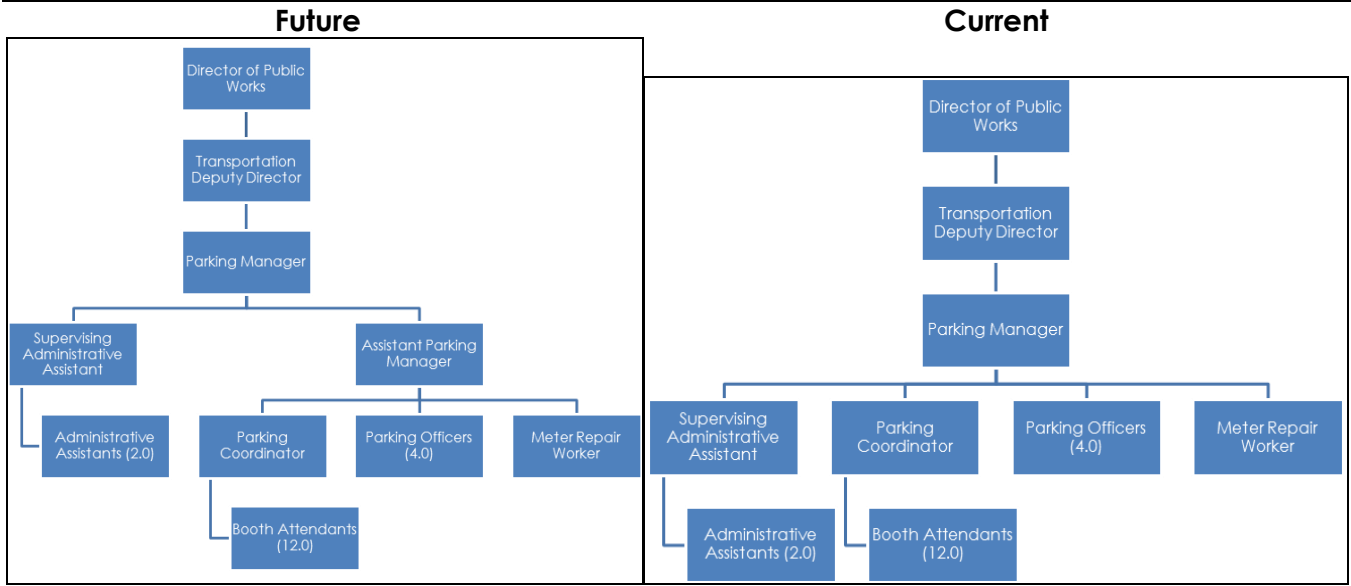 Future
Director of Public
Works
Transportation
Deputy Director
Parking Manager
Supervising
Administrative
Assistant
Assistant Parking
Manager
Administrative
Assistants (2.0)
Parking
Coordinator
Parking Officers
(4.0)
Meter Repair
Worker
Booth Attendants
(12.0)
Current
Director of Public
Works
Transportation
Deputy Director
Parking Manager
Supervising
Administrative
Assistant
Parking
Coordinator
Parking Officers
(4.0)
Meter Repair
Worker
Administrative
Assistants (2.0)
Booth Attendants
(12.0)